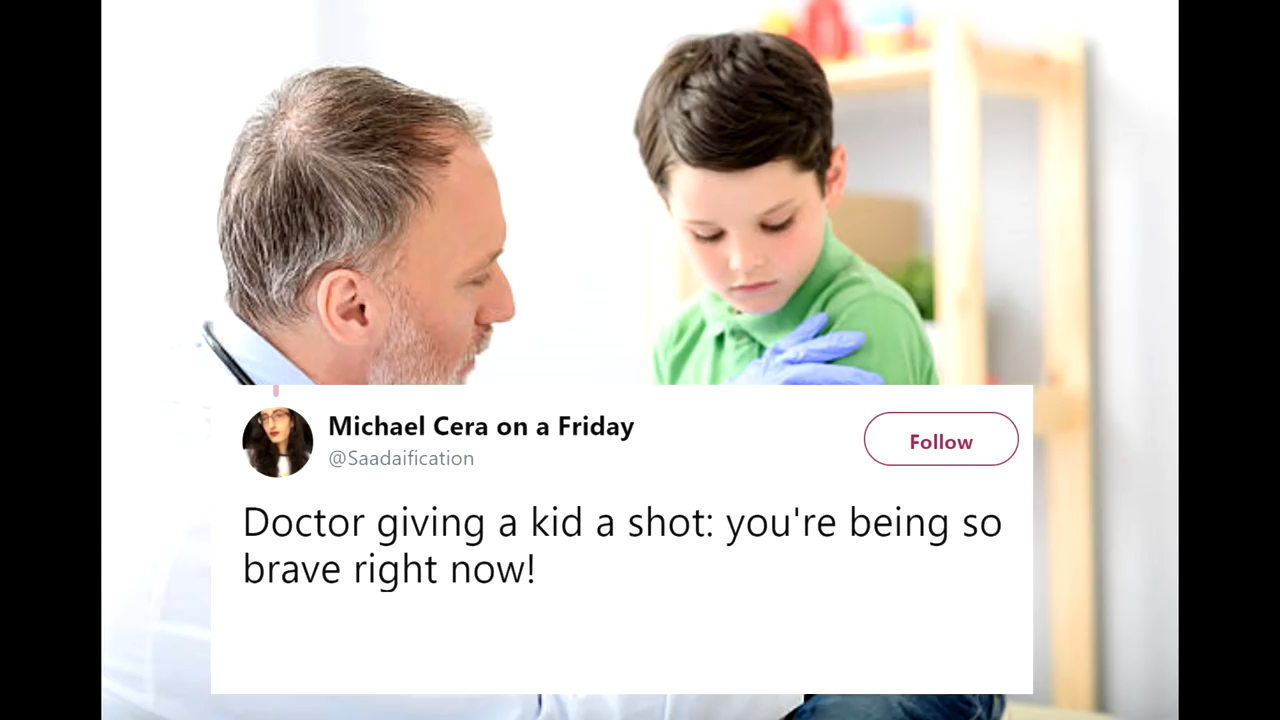 Michael Cera on a Friday
@Saadaification
Follow
Doctor giving a kid a shot: you're being so
brave right now!